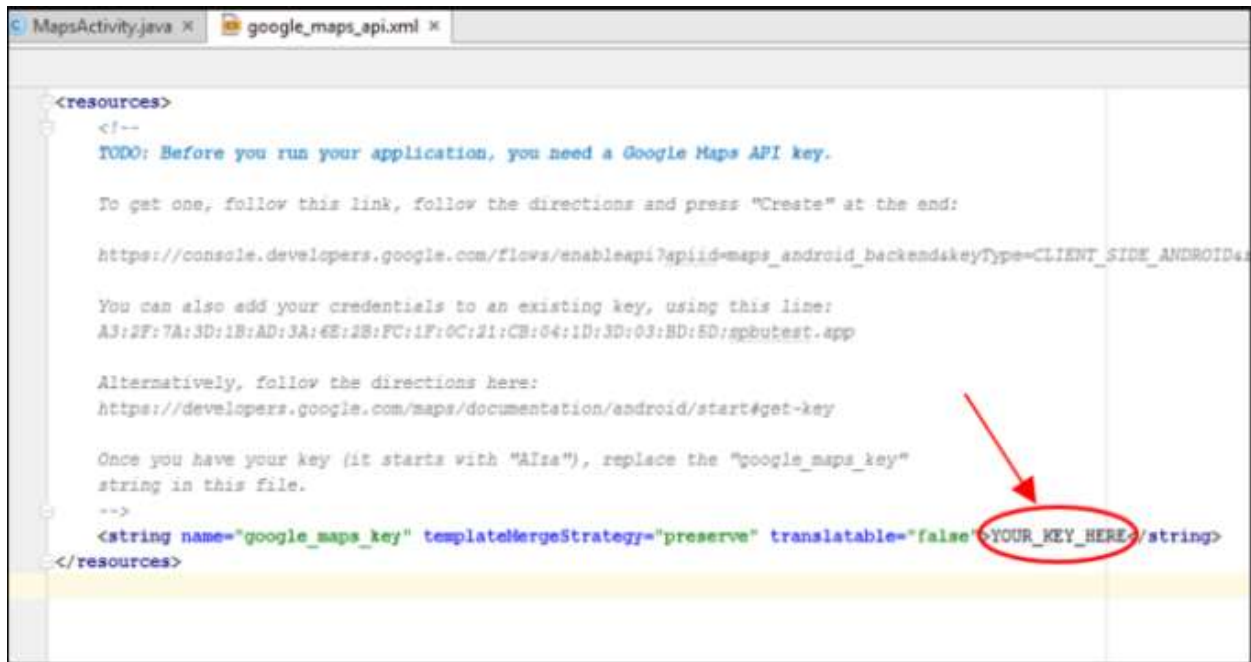 MapsActivity.java
google_maps_api.xml
<resources>
<!--
TODO: Before you run your application, you need a Google Maps API key.
To get one, follow this link, follow the directions and press "Create" at the end:
https://console.developers.google.com/flows/enableapi?apiid=maps_android_backend&keyType=CLIENT_SIDE_ANDROID&
You can also add your credentials to an existing key, using this line:
A3:2F:7A:3D:1B:AD:3A:6E:2B:FC:1F:0C:21:CB:04:1D:3D:03:BD:5D;spbutest.app
Alternatively, follow the directions here:
https://developers.google.com/maps/documentation/android/start#get-key
Once you have your key (it starts with "AIza"), replace the "google_maps_key"
string in this file.
-->
<string name="google_maps_key" templateMergeStrategy="preserve" translatable="false">YOUR_KEY_HERE</string>
</resources>